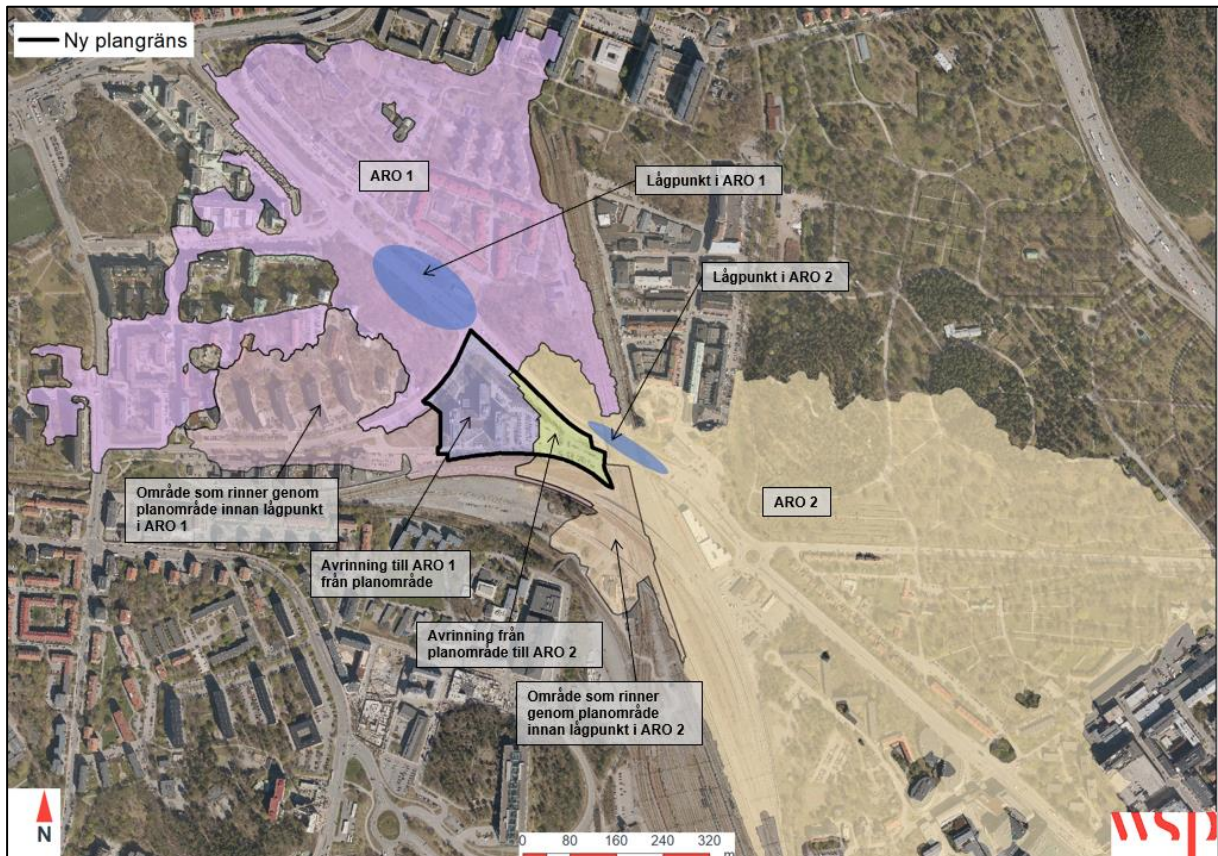 Ny plangräns
ARO 1
Lågpunkt i ARO 1
Lågpunkt i ARO 2
ARO 2
Område som rinner genom
planområde innan lågpunkt
i ARO 1
Avrinning till ARO 1
från planområde
Avrinning från
planområde till ARO 2
Område som rinner
genom planområde
innan lågpunkt i ARO 2
N
0 80 160 240 320
m
wsp